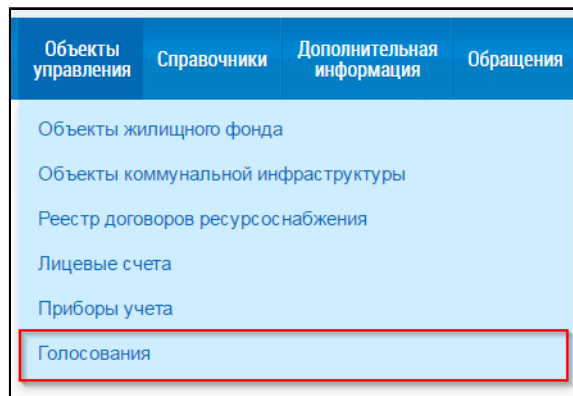 Объекты управления
Справочники
Дополнительная информация
Обращения
Объекты жилищного фонда
Объекты коммунальной инфраструктуры
Реестр договоров ресурсоснабжения
Лицевые счета
Приборы учета
Голосования